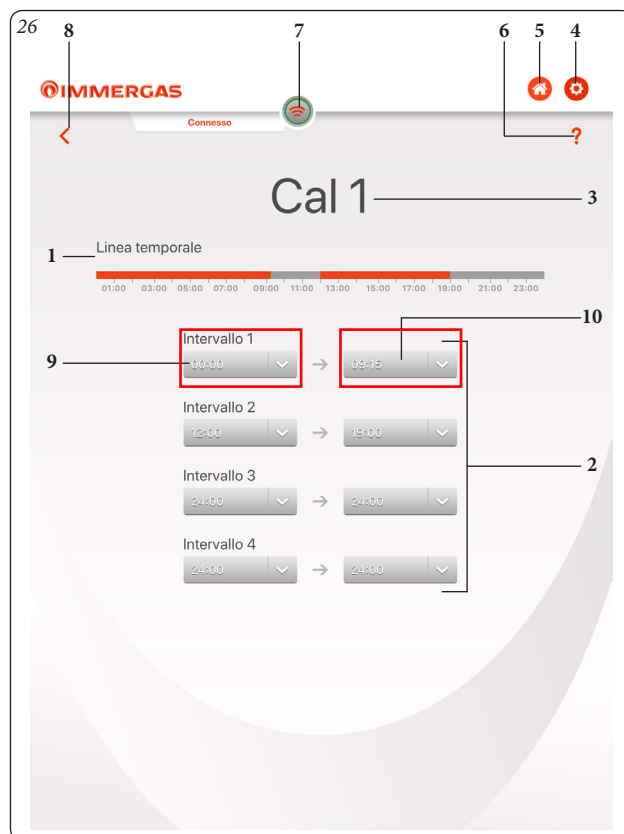 26 8 7 6 5 4
IMMERGAS
Connesso
?
Cal 1 3
1 Linea temporale
01:00 03:00 05:00 07:00 09:00 11:00 13:00 15:00 17:00 19:00 21:00 23:00
10
Intervallo 1
9 00:00 09:15
Intervallo 2
12:00 19:00
2
Intervallo 3
24:00 24:00
Intervallo 4
24:00 24:00